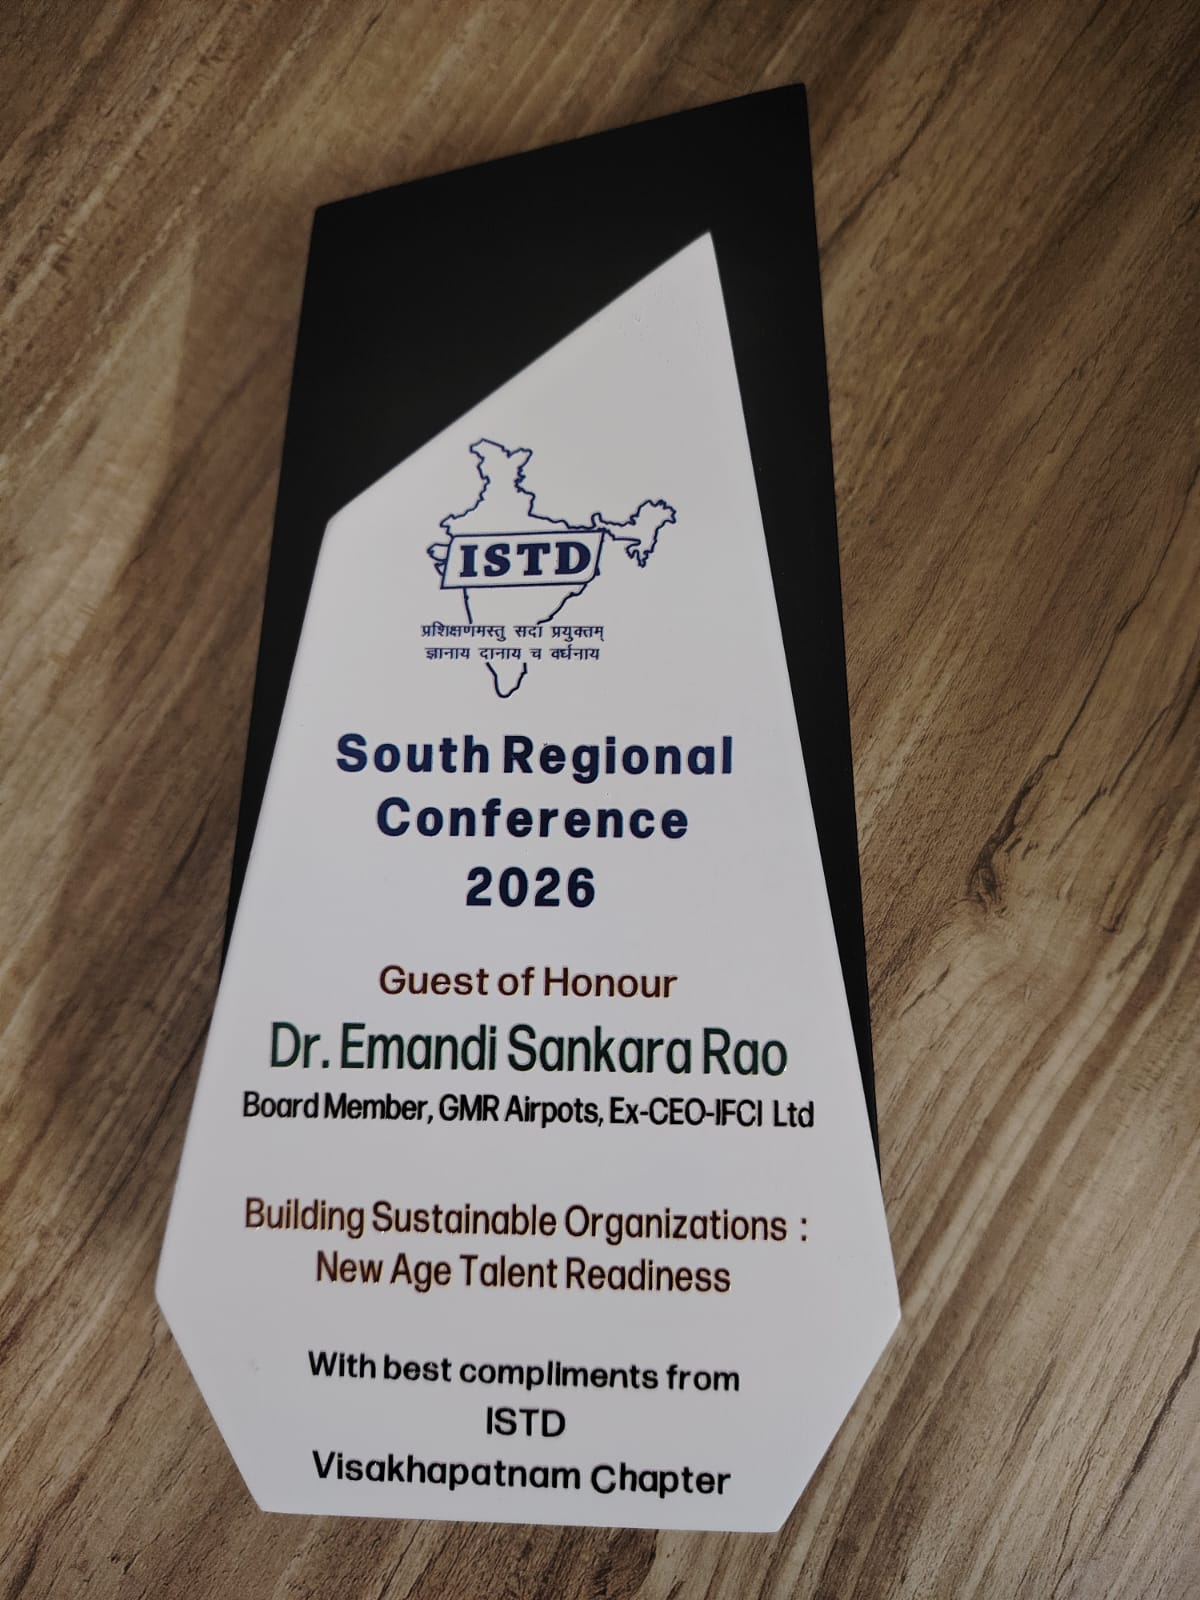 ISTD
प्रशिक्षणमस्तु सदा प्रयुक्तम्
ज्ञानाय दानाय च वर्धनाय
South Regional
Conference
2026
Guest of Honour
Dr. Emandi Sankara Rao
Board Member, GMR Airpots, Ex-CEO-IFCI Ltd
Building Sustainable Organizations :
New Age Talent Readiness
With best compliments from
ISTD
Visakhapatnam Chapter